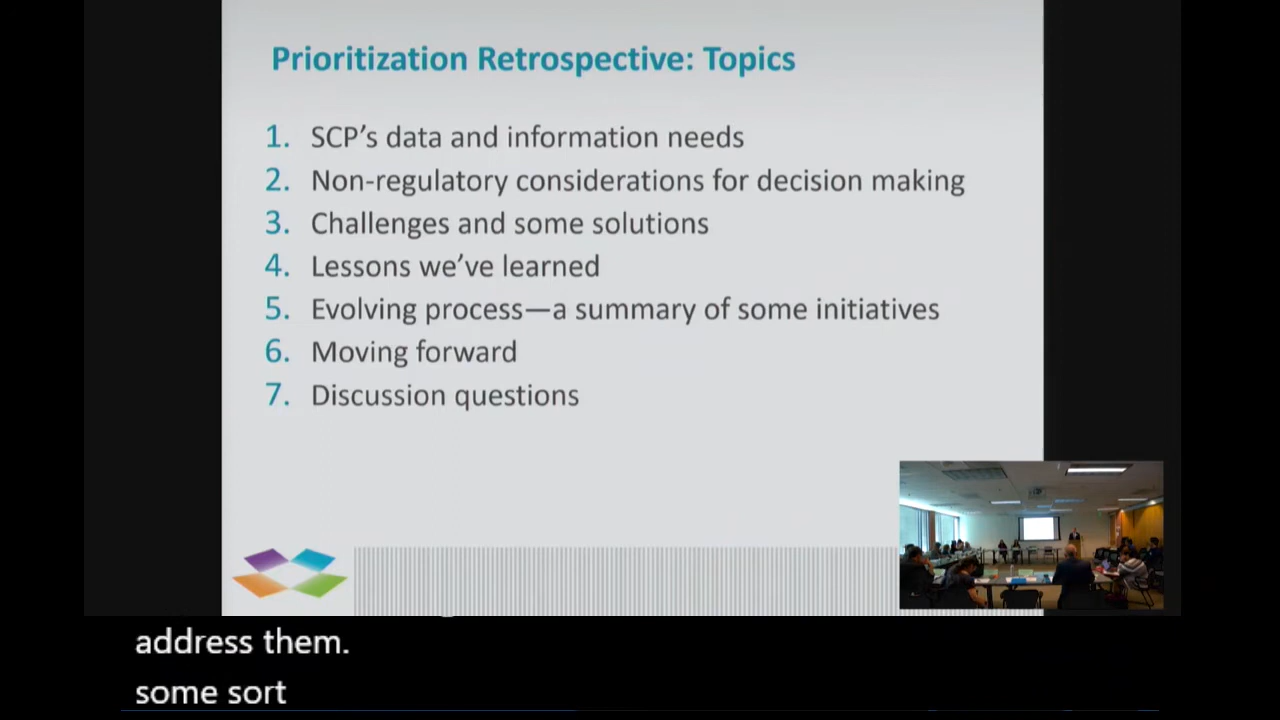 Prioritization Retrospective: Topics
1. SCP’s data and information needs
2. Non-regulatory considerations for decision making
3. Challenges and some solutions
4. Lessons we’ve learned
5. Evolving process—a summary of some initiatives
6. Moving forward
7. Discussion questions
address them.
some sort